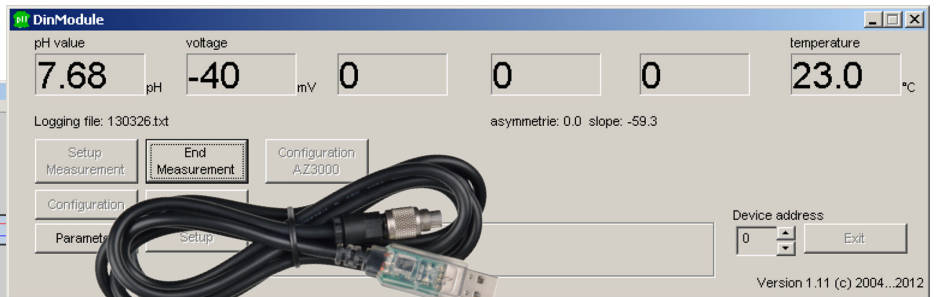 DinModule
pH value voltage temperature
7.68 pH -40 mV 0 0 0 23.0 °C
Logging file: 130326.txt asymmetrie: 0.0 slope: -59.3
Setup Measurement
End Measurement
Configuration AZ3000
Configuration
Device address
Setup
0 Exit
Version 1.11 (c) 2004...2012